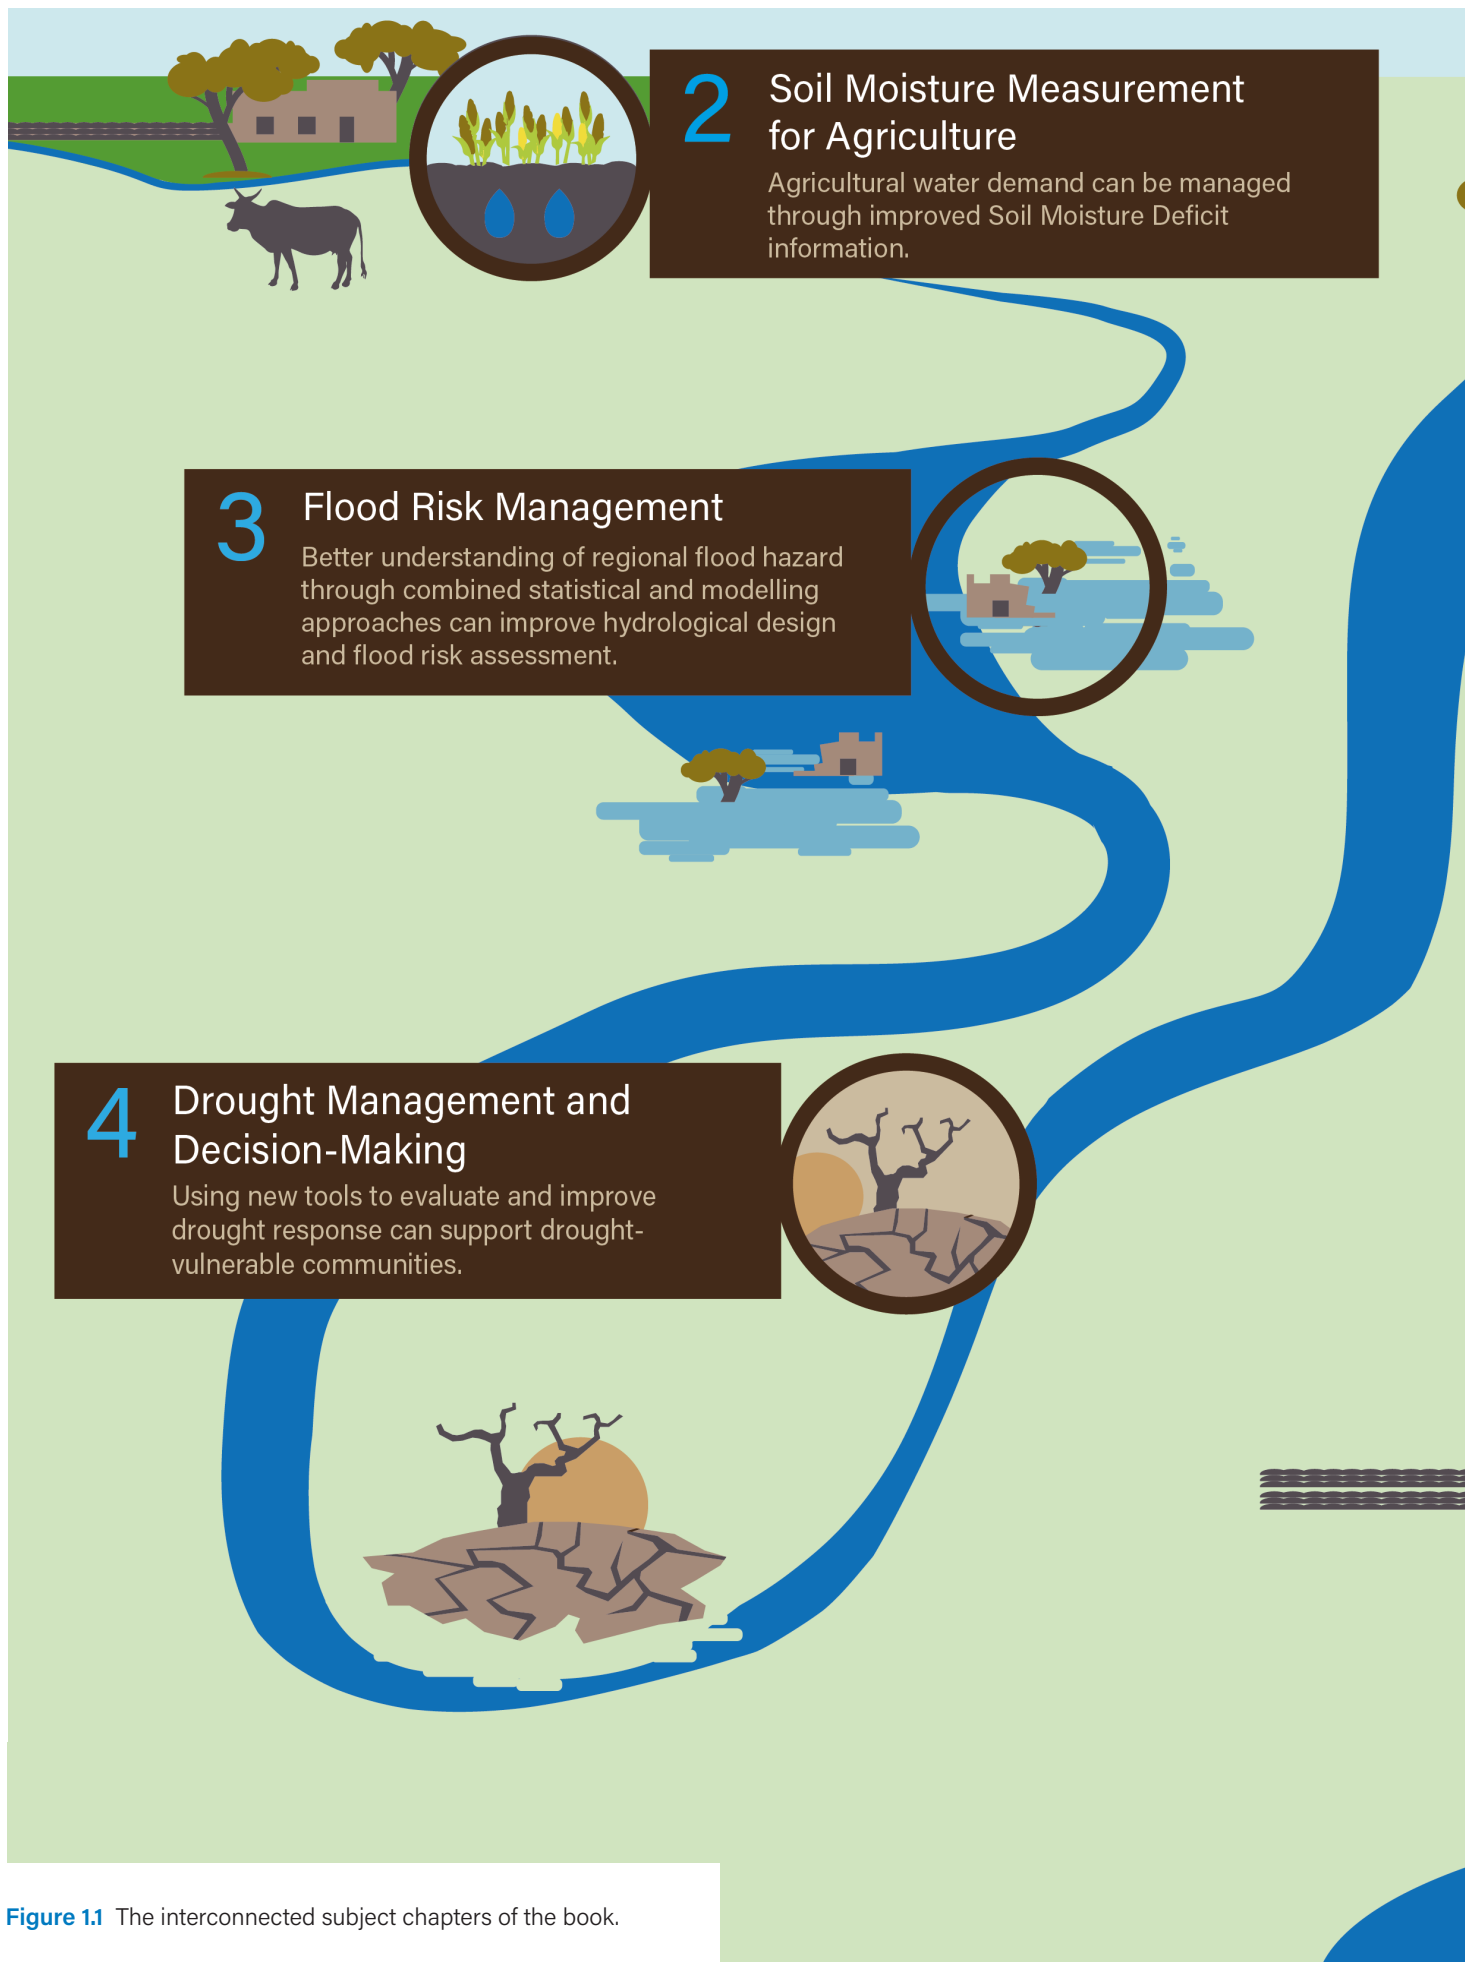 2
Soil Moisture Measurement
for Agriculture
Agricultural water demand can be managed
through improved Soil Moisture Deficit
information.
3
Flood Risk Management
Better understanding of regional flood hazard
through combined statistical and modelling
approaches can improve hydrological design
and flood risk assessment.
4
Drought Management and
Decision-Making
Using new tools to evaluate and improve
drought response can support drought-
vulnerable communities.
Figure 1.1 The interconnected subject chapters of the book.